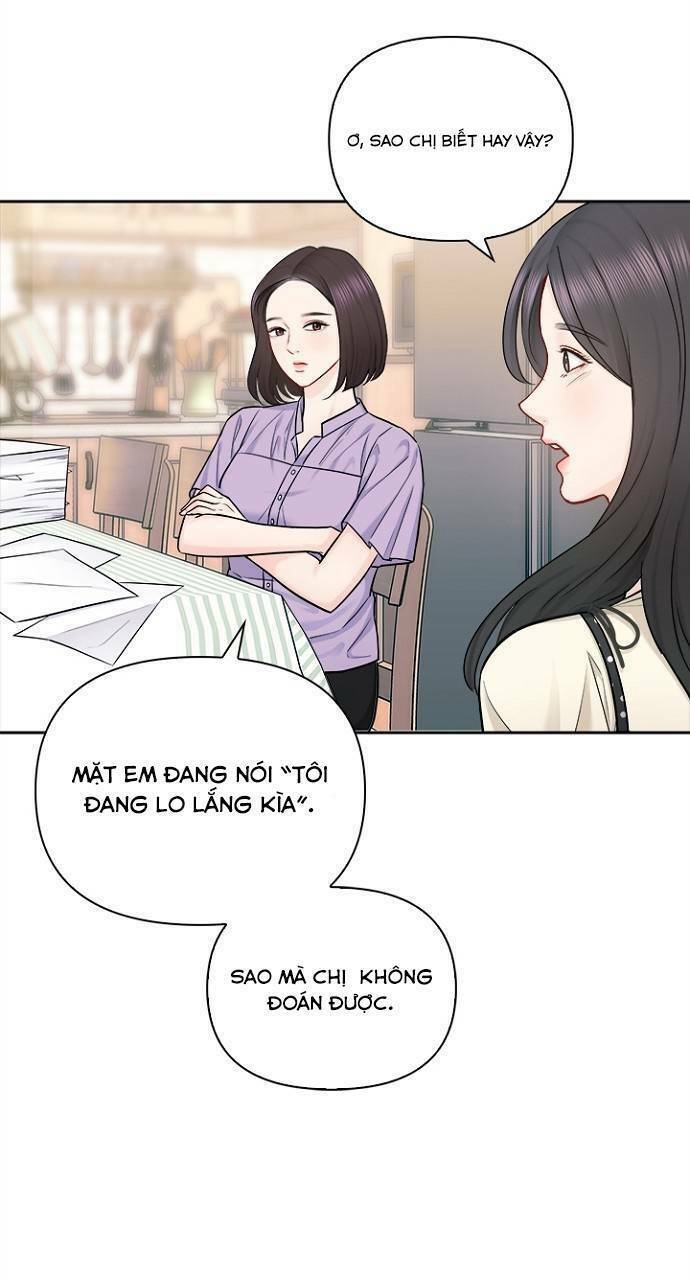 Ơ, SAO CHỊ BIẾT HAY VẬY?
MẶT EM ĐANG NÓI “TÔI
ĐANG LO LẮNG KÌA”.
SAO MÀ CHỊ KHÔNG
ĐOÁN ĐƯỢC.